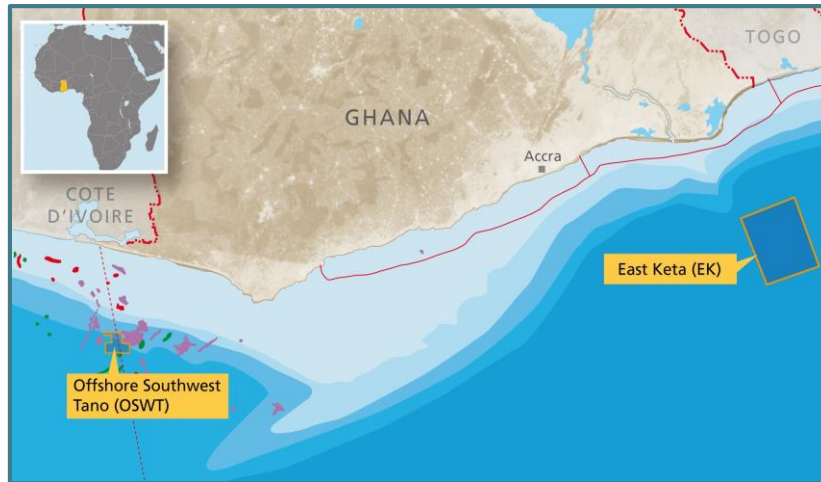 TOGO
GHANA
Accra
COTE
D'IVOIRE
East Keta (EK)
Offshore Southwest
Tano (OSWT)